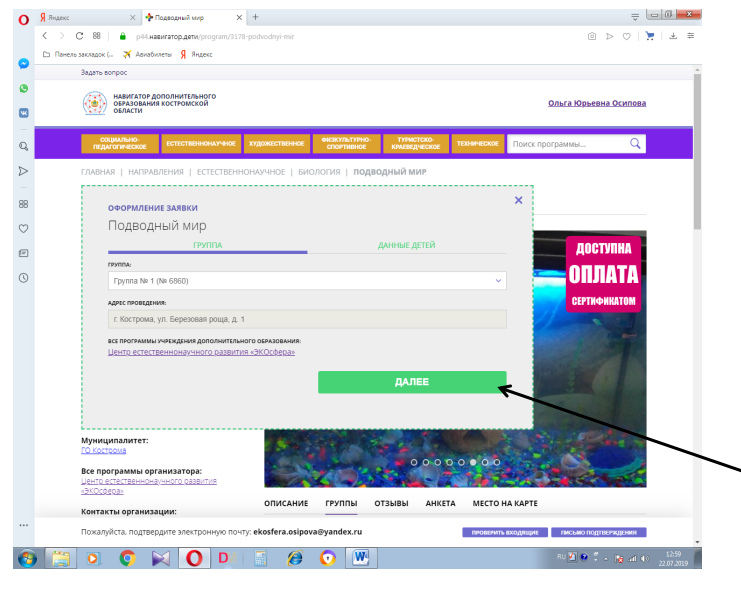 Яндекс
Подводный мир
p44.навигатор.дети/program/3178-podvodnyi-mir
Панель закладок (...
Авиабилеты
Яндекс
Задать вопрос
НАВИГАТОР ДОПОЛНИТЕЛЬНОГО
ОБРАЗОВАНИЯ КОСТРОМСКОЙ
ОБЛАСТИ
Ольга Юрьевна Осипова
СОЦИАЛЬНО-ПЕДАГОГИЧЕСКОЕ
ЕСТЕСТВЕННОНАУЧНОЕ
ХУДОЖЕСТВЕННОЕ
ФИЗКУЛЬТУРНО-СПОРТИВНОЕ
ТУРИСТСКО-КРАЕВЕДЧЕСКОЕ
ТЕХНИЧЕСКОЕ
Поиск программы...
ГЛАВНАЯ | НАПРАВЛЕНИЯ | ЕСТЕСТВЕННОНАУЧНОЕ | БИОЛОГИЯ | ПОДВОДНЫЙ МИР
ОФОРМЛЕНИЕ ЗАЯВКИ
Подводный мир
ГРУППА
ДАННЫЕ ДЕТЕЙ
ГРУППА:
Группа № 1 (№ 6860)
АДРЕС ПРОВЕДЕНИЯ:
г. Кострома, ул. Березовая роща, д. 1
ВСЕ ПРОГРАММЫ УЧРЕЖДЕНИЯ ДОПОЛНИТЕЛЬНОГО ОБРАЗОВАНИЯ:
Центр естественнонаучного развития «ЭКОсфера»
ДАЛЕЕ
ДОСТУПНА
ОПЛАТА
СЕРТИФИКАТОМ
Муниципалитет:
ГО Кострома
Все программы организатора:
Центр естественнонаучного развития
«ЭКОсфера»
Контакты организации:
ОПИСАНИЕ
ГРУППЫ
ОТЗЫВЫ
АНКЕТА
МЕСТО НА КАРТЕ
Пожалуйста, подтвердите электронную почту: ekosfera.osipova@yandex.ru
ПРОВЕРИТЬ ВХОДЯЩИЕ
ПИСЬМО ПОДТВЕРЖДЕНИЯ
RU
12:59
22.07.2019